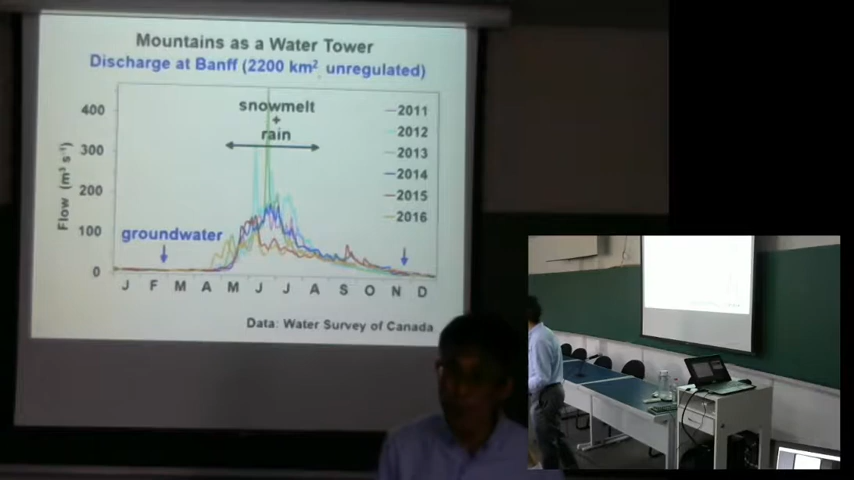 Mountains as a Water Tower
Discharge at Banff (2200 km², unregulated)
Flow (m³ s⁻¹)
400
300
200
100
0
snowmelt
+
rain
groundwater
2011
2012
2013
2014
2015
2016
J F M A M J J A S O N D
Data: Water Survey of Canada